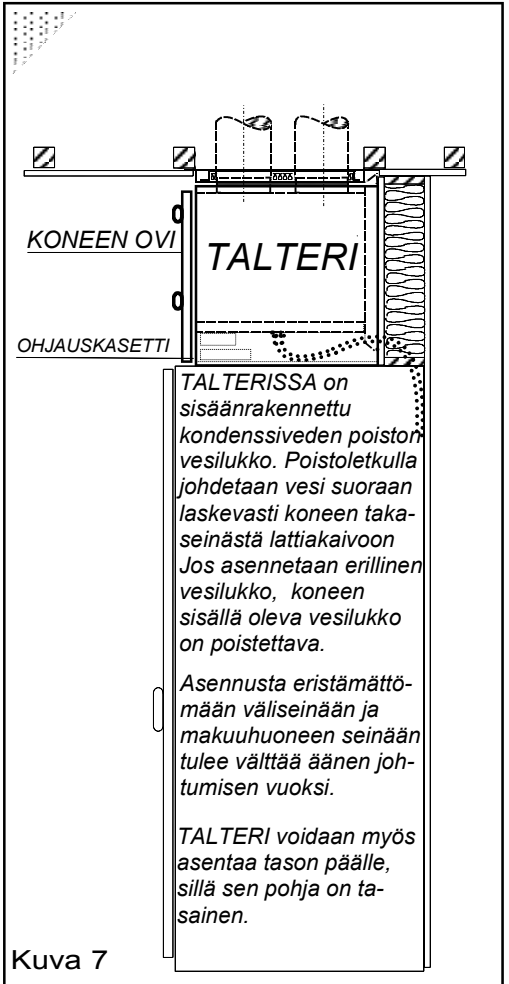 KONEEN OVI
TALTERI
OHJAUSKASETTI
TALTERISSA on
sisäänrakennettu
kondenssiveden poiston
vesilukko. Poistoletkulla
johdetaan vesi suoraan
laskevasti koneen taka-
seinästä lattiakaivoon
Jos asennetaan erillinen
vesilukko, koneen
sisällä oleva vesilukko
on poistettava.
Asennusta eristämättö-
mään väliseinään ja
makuuhuoneen seinään
tulee välttää äänen joh-
tumisen vuoksi.
TALTERI voidaan myös
asentaa tason päälle,
sillä sen pohja on ta-
sainen.
Kuva 7